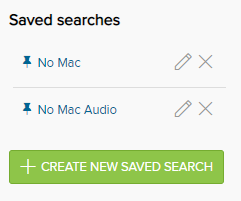 Saved searches
No Mac
No Mac Audio
CREATE NEW SAVED SEARCH